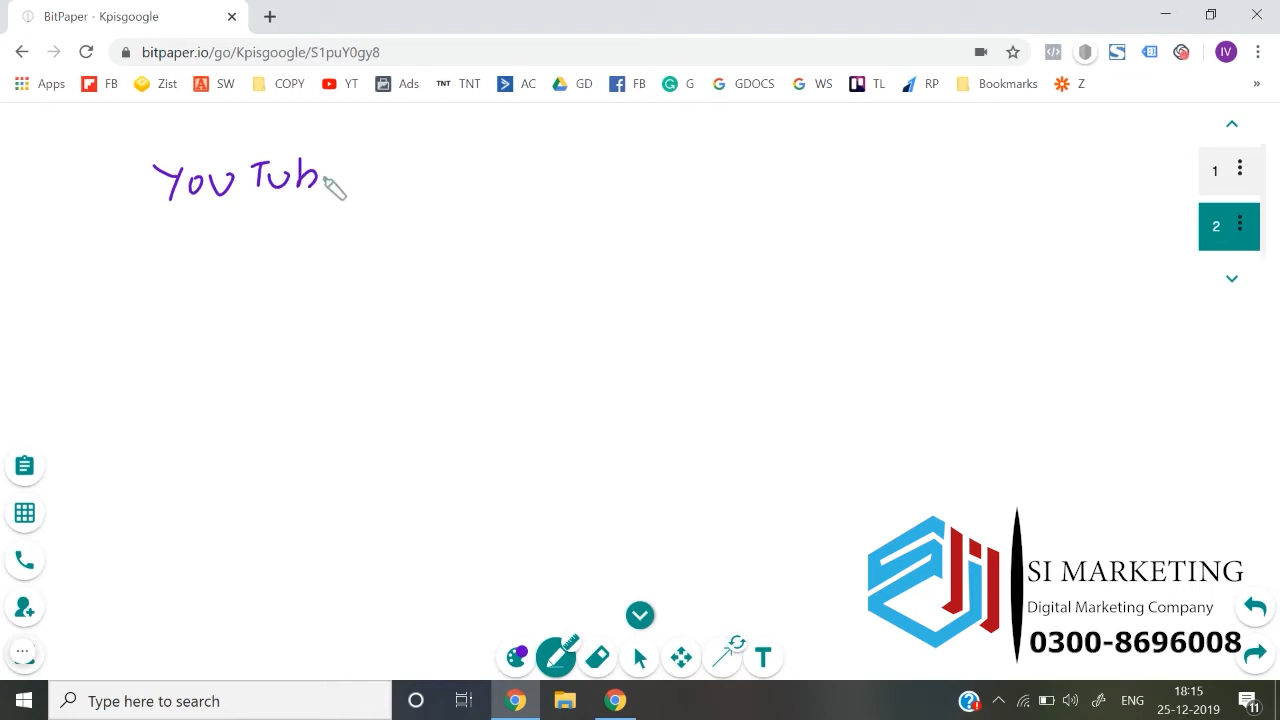 BitPaper - Kpisgoogle
bitpaper.io/go/Kpisgoogle/S1puY0gy8
IV
Apps FB Zist SW COPY YT Ads TNT TNT AC GD FB G GDOCS WS TL RP Bookmarks Z »
You Tub
1
2
SI MARKETING
Digital Marketing Company
0300-8696008
T
Type here to search
ENG
18:15
25-12-2019
11